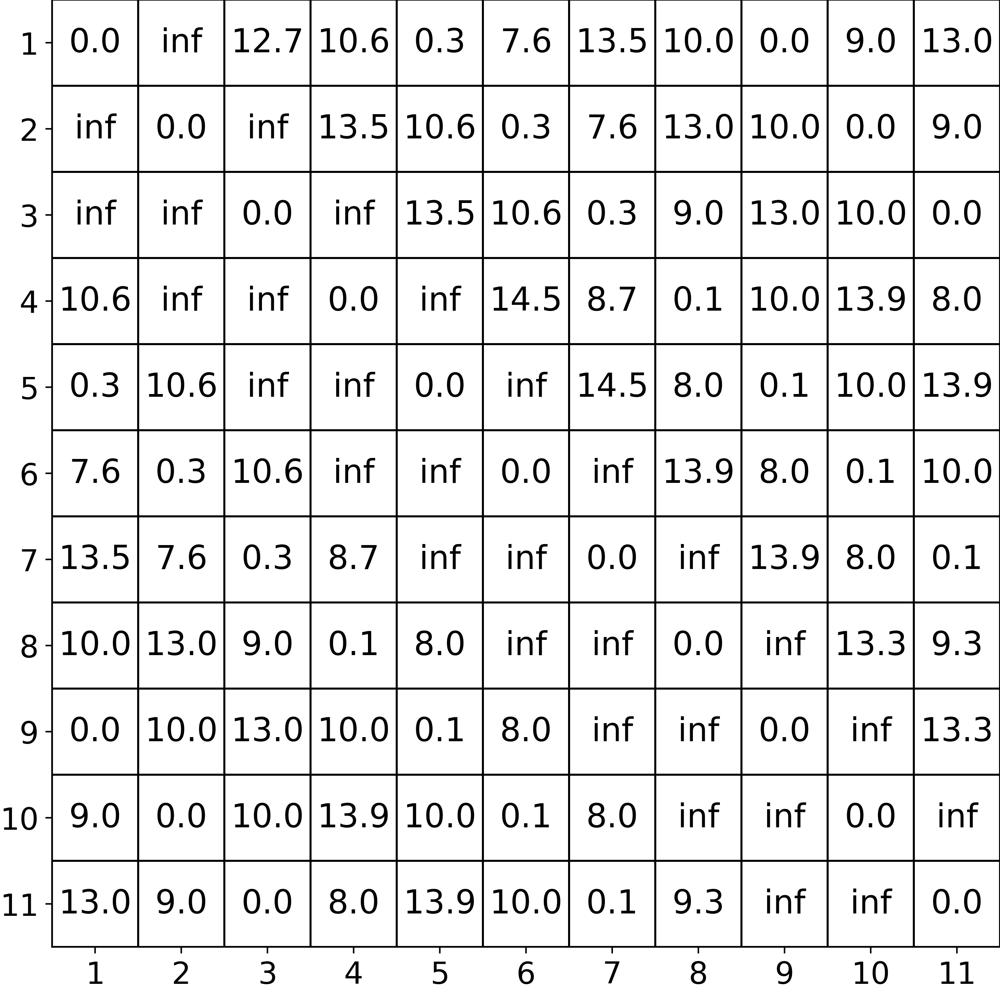 1 0.0 inf 12.7 10.6 0.3 7.6 13.5 10.0 0.0 9.0 13.0
2 inf 0.0 inf 13.5 10.6 0.3 7.6 13.0 10.0 0.0 9.0
3 inf inf 0.0 inf 13.5 10.6 0.3 9.0 13.0 10.0 0.0
4 10.6 inf inf 0.0 inf 14.5 8.7 0.1 10.0 13.9 8.0
5 0.3 10.6 inf inf 0.0 inf 14.5 8.0 0.1 10.0 13.9
6 7.6 0.3 10.6 inf inf 0.0 inf 13.9 8.0 0.1 10.0
7 13.5 7.6 0.3 8.7 inf inf 0.0 inf 13.9 8.0 0.1
8 10.0 13.0 9.0 0.1 8.0 inf inf 0.0 inf 13.3 9.3
9 0.0 10.0 13.0 10.0 0.1 8.0 inf inf 0.0 inf 13.3
10 9.0 0.0 10.0 13.9 10.0 0.1 8.0 inf inf 0.0 inf
11 13.0 9.0 0.0 8.0 13.9 10.0 0.1 9.3 inf inf 0.0
1 2 3 4 5 6 7 8 9 10 11